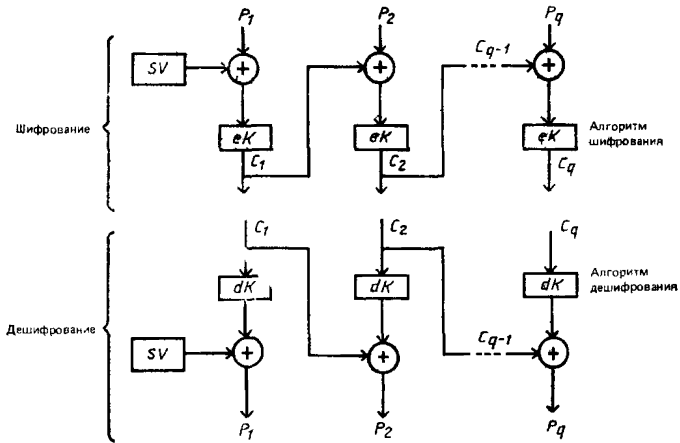 P1 P2 Pq
SV
Cq-1
Шифрование
eK eK eK
Алгоритм
шифрования
C1 C2 Cq
C1 C2 Cq
dK dK dK
Алгоритм
дешифрования
Дешифрование
SV
Cq-1
P1 P2 Pq